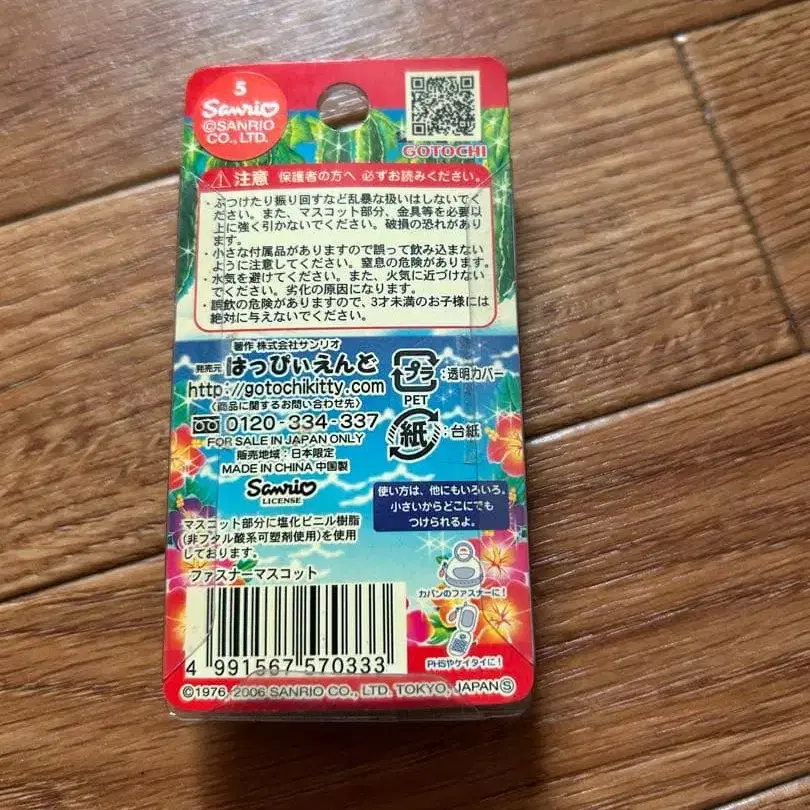 5
Sanrio
©SANRIO
CO., LTD.
GOTOCHI
注意 保護者の方へ 必ずお読みください。
・ぶつけたり振り回すなど乱暴な扱いはしないでく
ださい。また、マスコット部分、金具等を必要以
上に強く引かないでください。破損の恐れがありま
す。
・小さな付属品がありますので誤って飲み込まない
ように注意してください。窒息の危険があります。
・水気を避けてください。また、火気に近づけない
でください。劣化の原因になります。
・誤飲の危険がありますので、3才未満のお子様には
絶対に与えないでください。
著作 株式会社サンリオ
発売元 はっぴぃえんど
http://gotochikitty.com
〈商品に関するお問い合わせ先〉
0120-334-337
FOR SALE IN JAPAN ONLY
販売地域:日本限定
MADE IN CHINA 中国製
Sanrio
LICENSE
プラ :透明カバー
PET
紙 :台紙
使い方は、他にもいろいろ。
小さいからどこにでも
つけられるよ。
マスコット部分に塩化ビニル樹脂
(非フタル酸系可塑剤使用)を使用
しております。
ファスナーマスコット
カバンのファスナーに!
PHSやケイタイに!
4 991567 570333
©1976, 2006 SANRIO CO., LTD. TOKYO, JAPAN Ⓢ